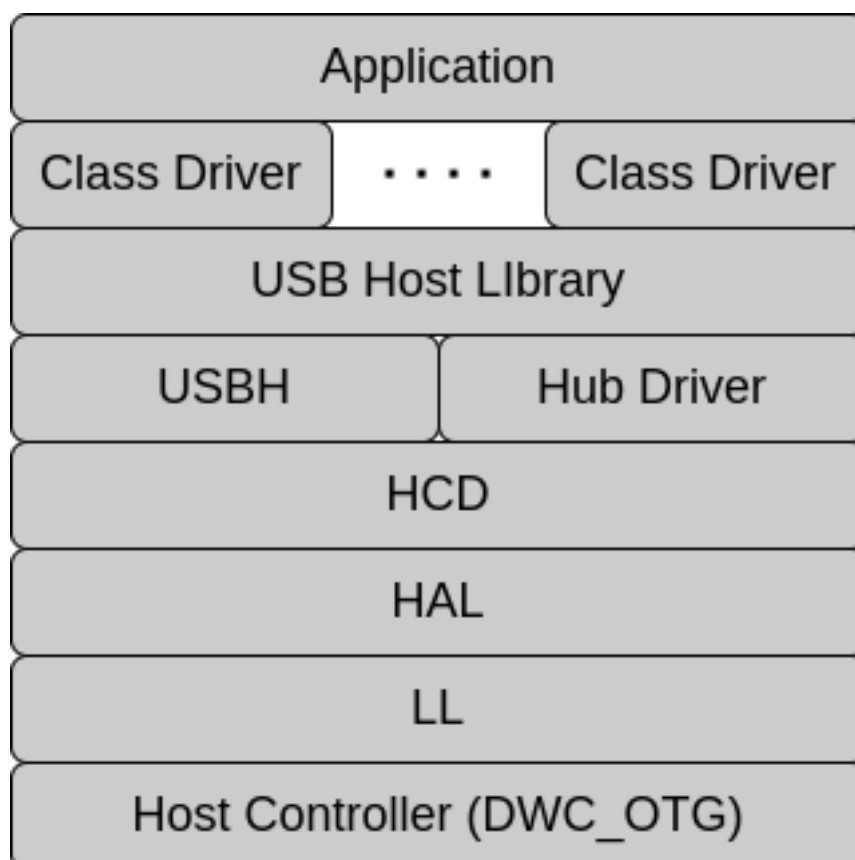 Application
Class Driver .... Class Driver
USB Host LIbrary
USBH Hub Driver
HCD
HAL
LL
Host Controller (DWC_OTG)